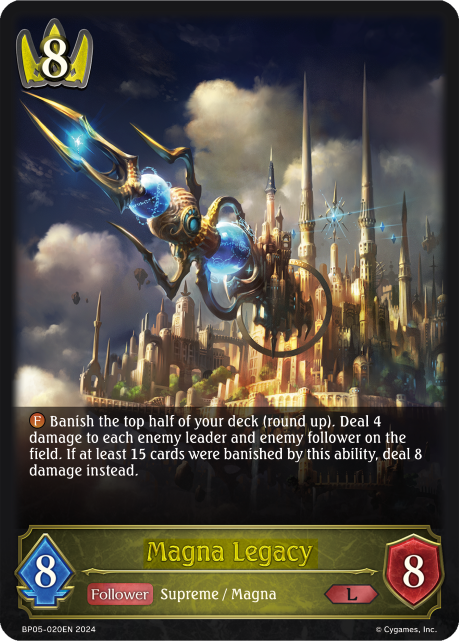 8
F Banish the top half of your deck (round up). Deal 4
damage to each enemy leader and enemy follower on the
field. If at least 15 cards were banished by this ability, deal 8
damage instead.
Magna Legacy
8
Follower Supreme / Magna L
8
BP05-020EN 2024 © Cygames, Inc.